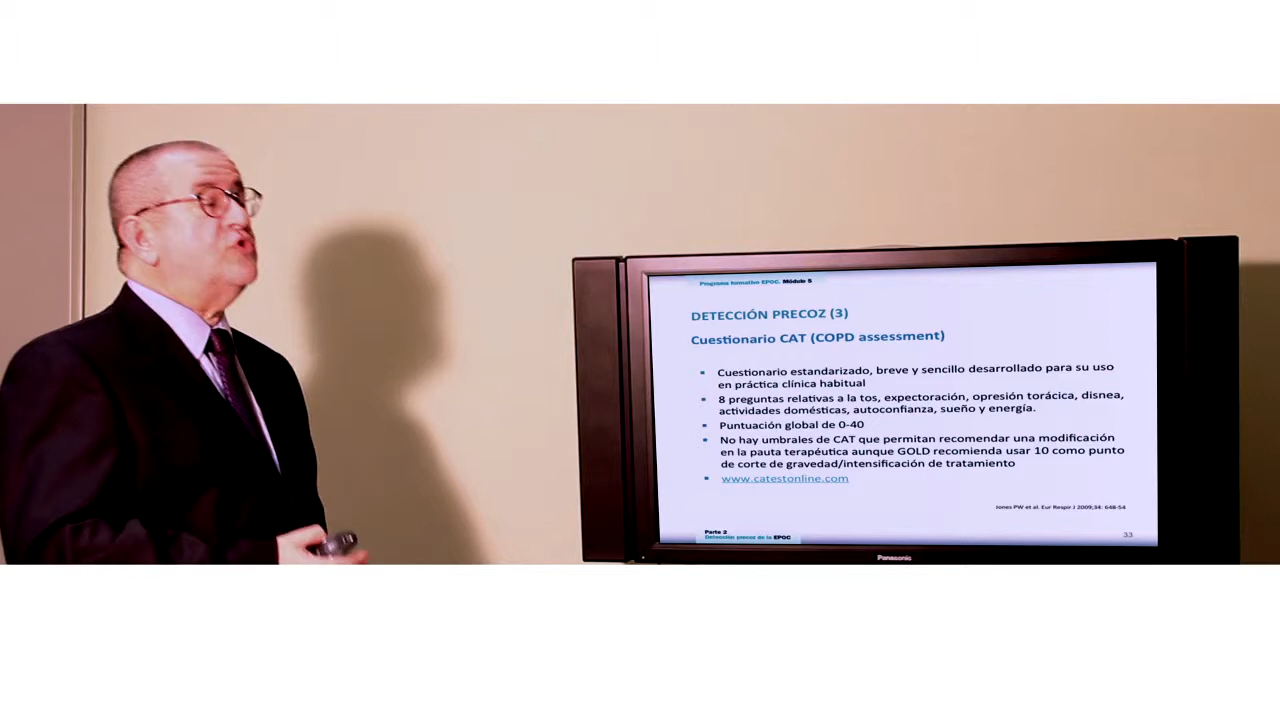 Programa formativo EPOC. Módulo 5
DETECCIÓN PRECOZ (3)
Cuestionario CAT (COPD assessment)
▪ Cuestionario estandarizado, breve y sencillo desarrollado para su uso
en práctica clínica habitual
▪ 8 preguntas relativas a la tos, expectoración, opresión torácica, disnea,
actividades domésticas, autoconfianza, sueño y energía.
▪ Puntuación global de 0-40
▪ No hay umbrales de CAT que permitan recomendar una modificación
en la pauta terapéutica aunque GOLD recomienda usar 10 como punto
de corte de gravedad/intensificación de tratamiento
▪ www.catestonline.com
Jones PW et al. Eur Respir J 2009;34: 648-54
Parte 2
Detección precoz de la EPOC
33
Panasonic